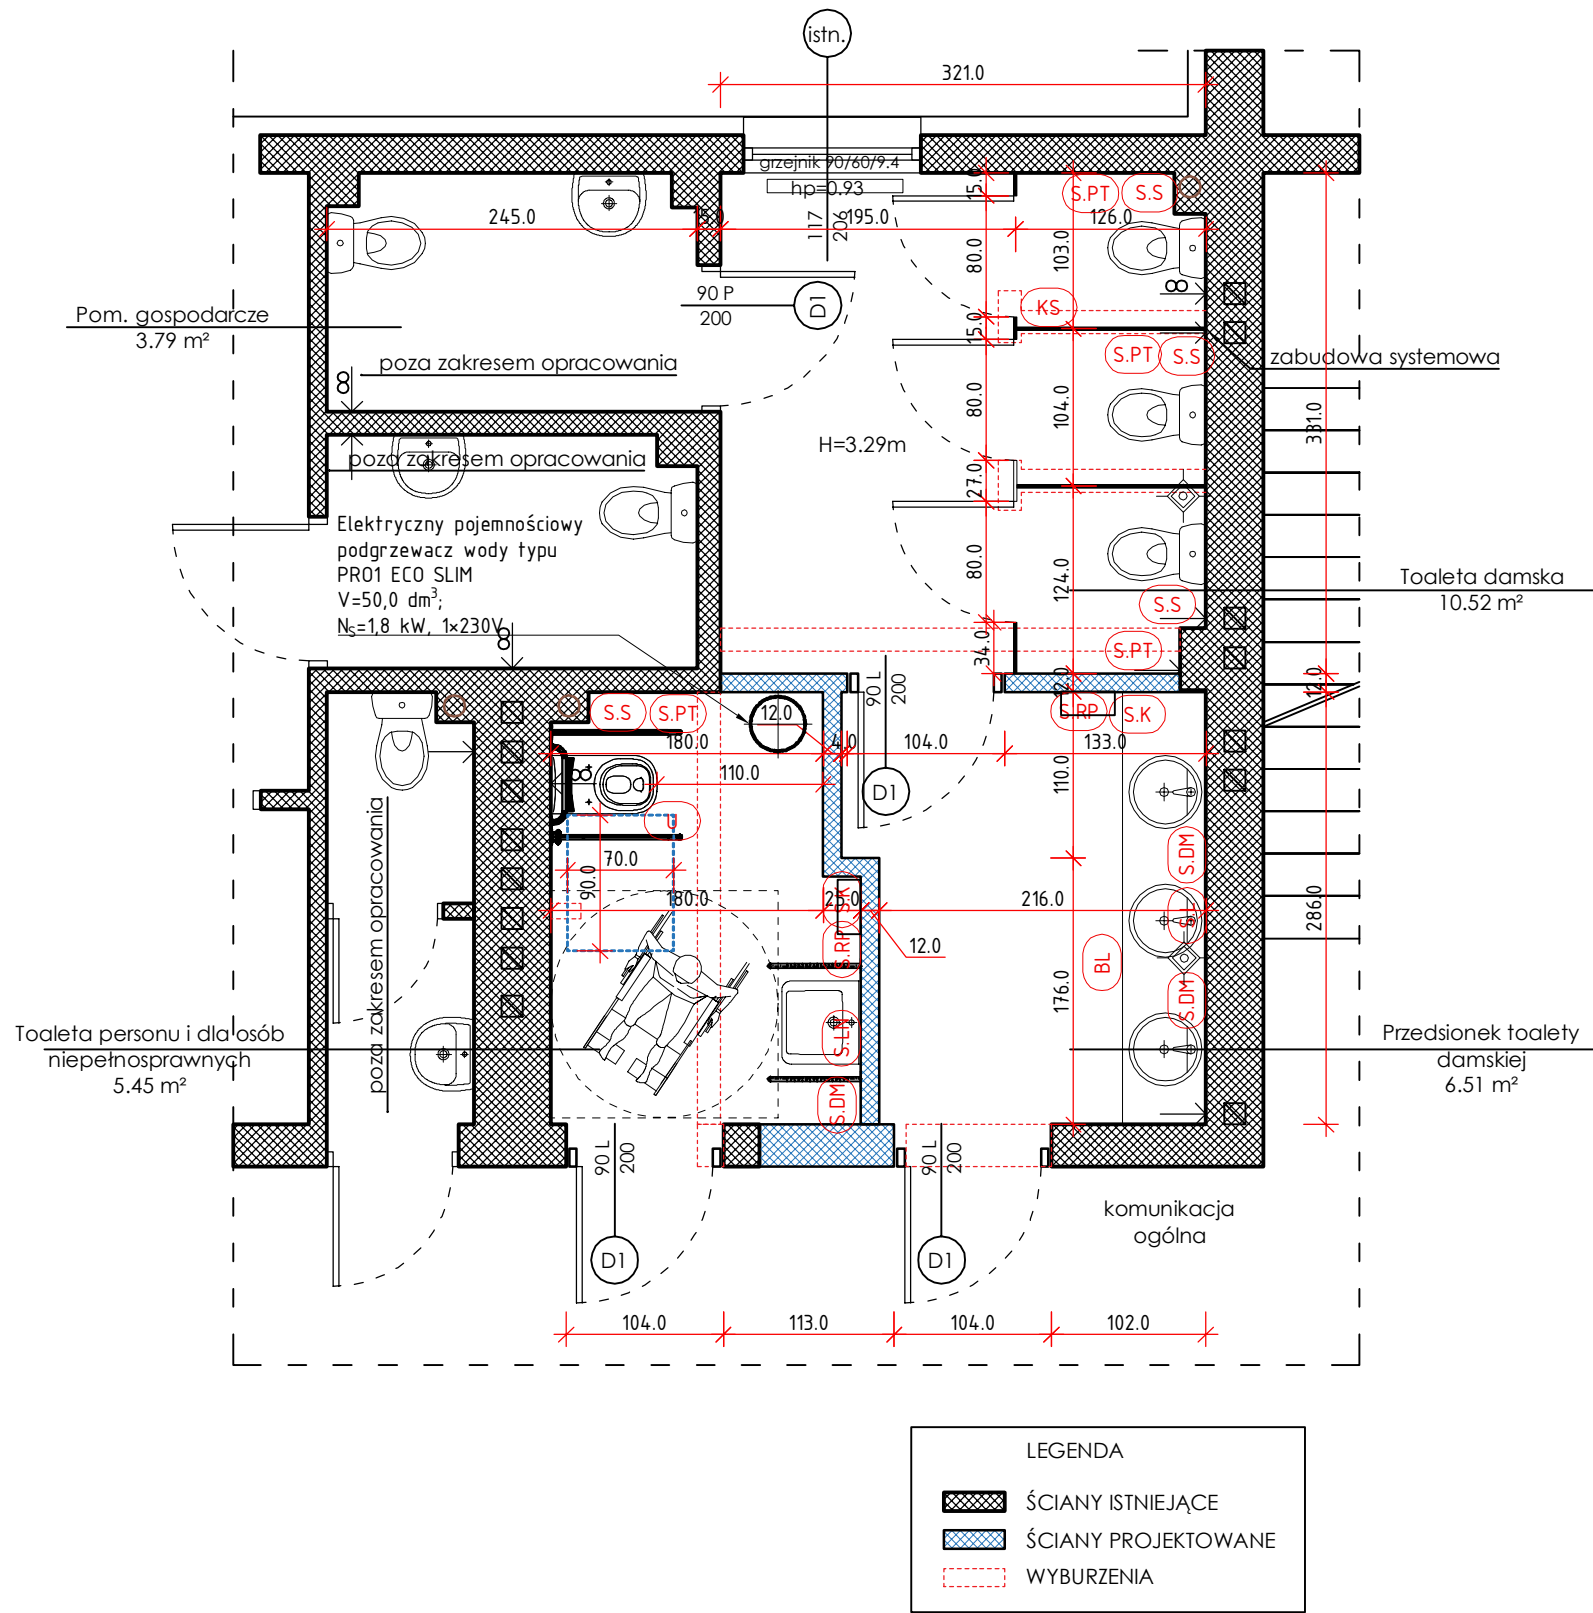 istn.
321.0
grzejnik 90/60/9.4
hp=0.93
15.0
S.PT
S.S
245.0
195.0
126.0
117
206
80.0
103.0
8
90 P
200
D1
KS
Pom. gospodarcze
3.79 m²
15.0
poza zakresem opracowania
8
S.PT
S.S
zabudowa systemowa
80.0
104.0
331.0
H=3.29m
poza zakresem opracowania
27.0
Elektryczny pojemnościowy
podgrzewacz wody typu
PRO1 ECO SLIM
V=50,0 dm³;
NS=1,8 kW, 1×230V
8
80.0
124.0
Toaleta damska
10.52 m²
S.S
34.0
S.PT
90 L
200
12.0
12.0
S.S
S.PT
12.0
S.RP
S.K
180.0
4.0
104.0
133.0
8
110.0
110.0
D1
U
poza zakresem opracowania
70.0
90.0
S.DM
180.0
25.0
S.K
216.0
S.L
286.0
S.RP
12.0
BL
176.0
S.DM
Toaleta personu i dla osób
niepełnosprawnych
5.45 m²
S.LH
Przedsionek toalety
damskiej
6.51 m²
S.DM
90 L
200
90 L
200
komunikacja
ogólna
D1
D1
104.0
113.0
104.0
102.0
LEGENDA
ŚCIANY ISTNIEJĄCE
ŚCIANY PROJEKTOWANE
WYBURZENIA